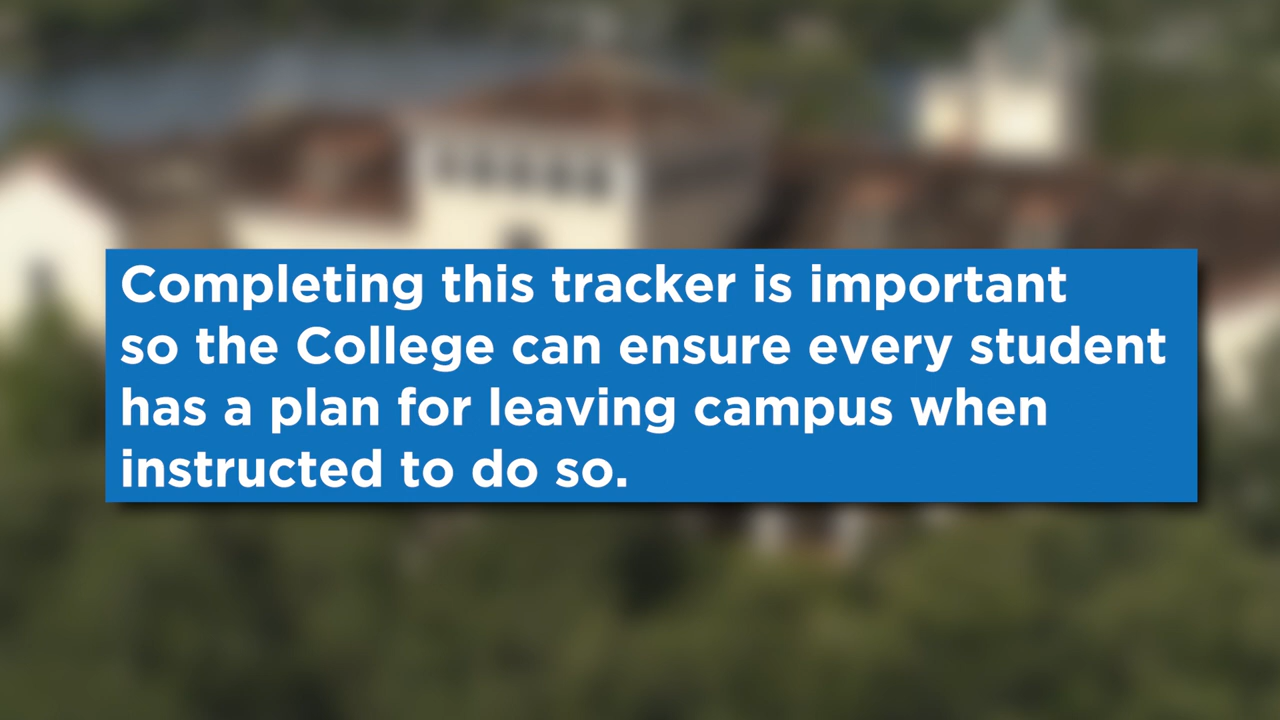 Completing this tracker is important
so the College can ensure every student
has a plan for leaving campus when
instructed to do so.